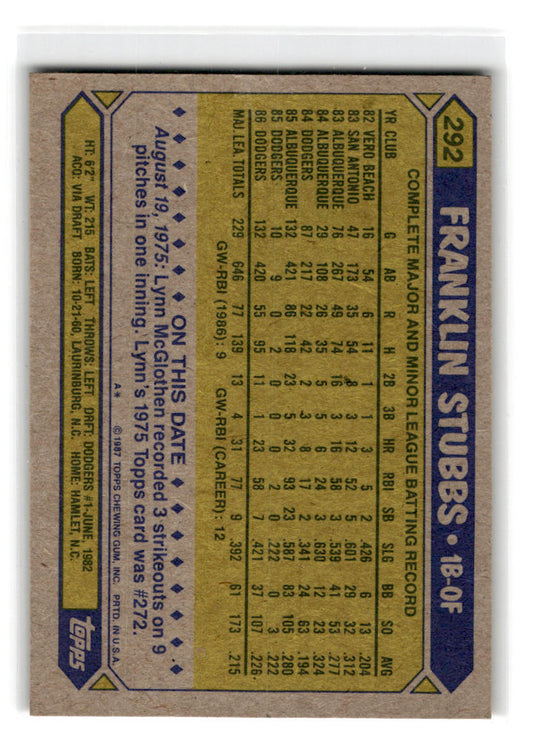 292 FRANKLIN STUBBS • 1B-OF
COMPLETE MAJOR AND MINOR LEAGUE BATTING RECORD
YR CLUB G AB R H 2B 3B HR RBI SB SLG BB SO AVG
82 VERO BEACH 16 54 6 11 1 1 3 5 2 .426 6 13 .204
83 SAN ANTONIO 47 173 35 54 11 1 12 52 5 .601 29 32 .312
83 ALBUQUERQUE 76 267 49 74 16 3 16 58 4 .539 41 53 .277
84 ALBUQUERQUE 29 108 26 35 8 4 6 24 3 .630 12 23 .324
84 DODGERS 87 217 22 42 2 3 8 17 2 .341 24 63 .194
85 ALBUQUERQUE 132 421 86 118 23 5 32 93 23 .587 83 105 .280
85 DODGERS 10 9 0 2 0 0 0 2 0 .222 0 3 .222
86 DODGERS 132 420 55 95 11 1 23 58 7 .421 37 107 .226
MAJ. LEA. TOTALS 229 646 77 139 13 4 31 77 9 .392 61 173 .215
GW-RBI (1986): 9 GW-RBI (CAREER): 12
ON THIS DATE
August 19, 1975: Lynn McGlothen recorded 3 strikeouts on 9
pitches in one inning. Lynn's 1975 Topps card was #272.
A* © 1987 TOPPS CHEWING GUM, INC. PRTD. IN U.S.A.
HT: 6'2" WT: 215 BATS: LEFT THROWS: LEFT DRFT: DODGERS #1-JUNE, 1982
ACQ: VIA DRAFT BORN: 10-21-60, LAURINBURG, N.C. HOME: HAMLET, N.C.
TOPPS